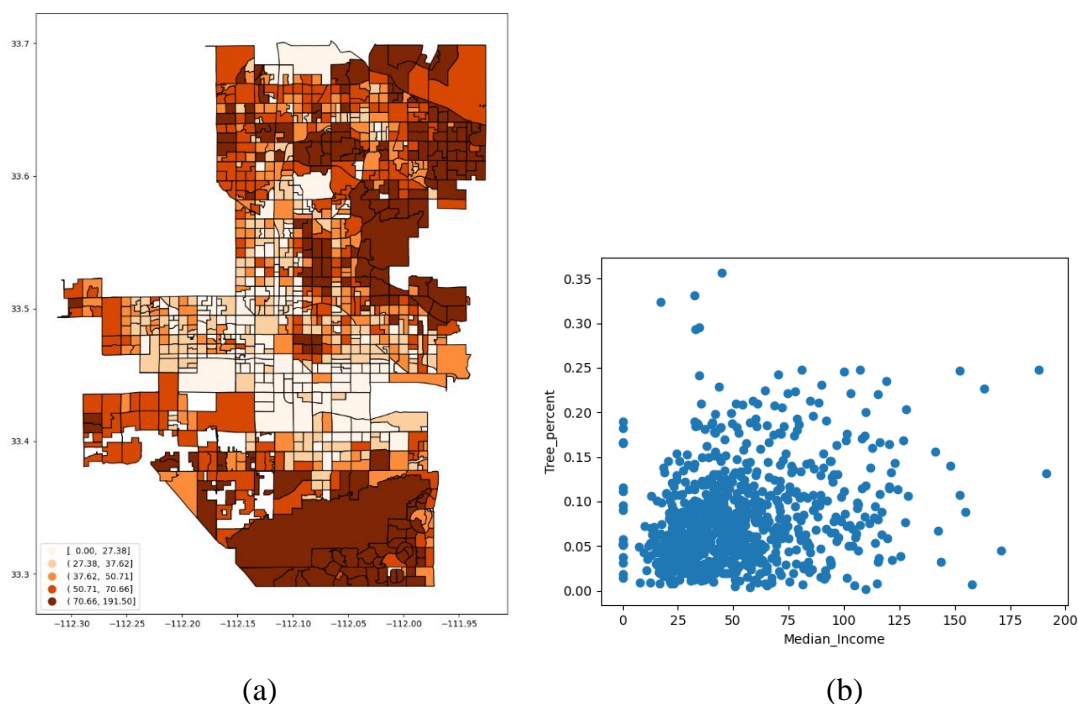 33.7
33.6
33.5
33.4
33.3
[ 0.00, 27.38]
( 27.38, 37.62]
( 37.62, 50.71]
( 50.71, 70.66]
( 70.66, 191.50]
−112.30 −112.25 −112.20 −112.15 −112.10 −112.05 −112.00 −111.95
(a)
0.35
0.30
0.25
0.20
0.15
0.10
0.05
0.00
Tree_percent
0 25 50 75 100 125 150 175 200
Median_Income
(b)